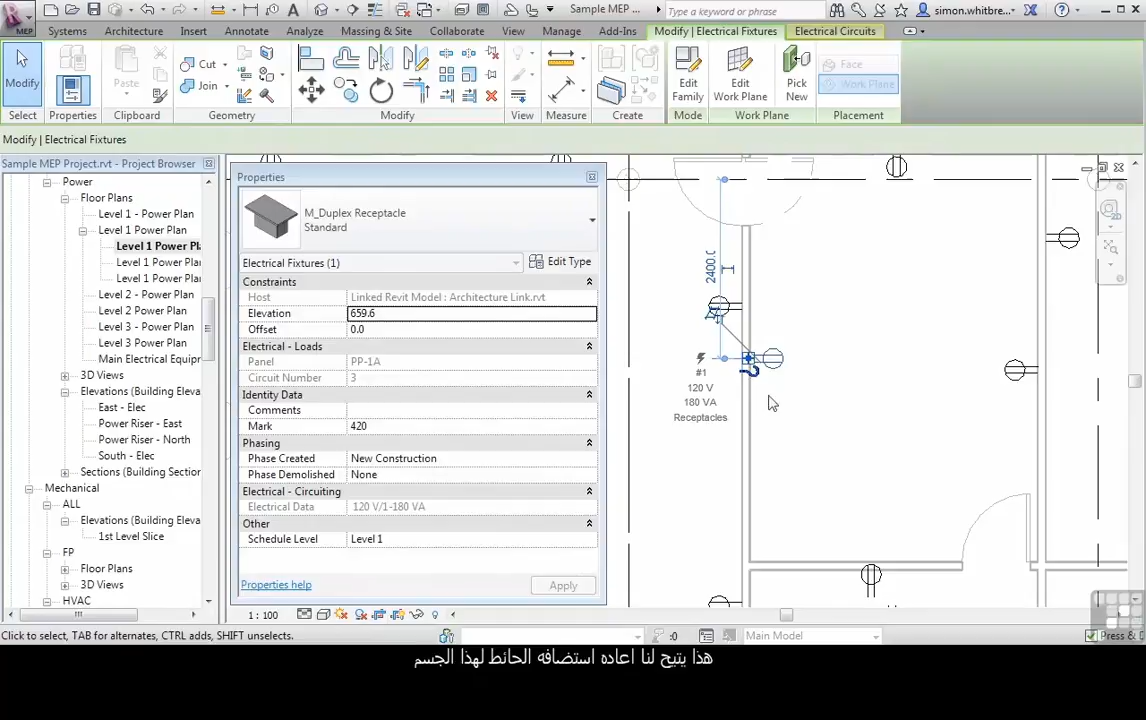 Sample MEP ...
Type a keyword or phrase
simon.whitbre...
MEP
Systems
Architecture
Insert
Annotate
Analyze
Massing & Site
Collaborate
View
Manage
Add-Ins
Modify | Electrical Fixtures
Electrical Circuits
Modify
Paste
Cut
Join
Edit Family
Edit Work Plane
Pick New
Face
Work Plane
Select
Properties
Clipboard
Geometry
Modify
View
Measure
Create
Mode
Work Plane
Placement
Modify | Electrical Fixtures
Sample MEP Project.rvt - Project Browser
Power
Floor Plans
Level 1 - Power Plan
Level 1 Power Plan
Level 1 Power Pl
Level 1 Power Pla
Level 1 Power Pla
Level 2 - Power Plan
Level 2 Power Plan
Level 3 - Power Plan
Level 3 Power Plan
Main Electrical Equip
3D Views
Elevations (Building Eleva
East - Elec
Power Riser - East
Power Riser - North
South - Elec
Sections (Building Section
Mechanical
ALL
Elevations (Building Eleva
1st Level Slice
FP
Floor Plans
3D Views
HVAC
Properties
M_Duplex Receptacle
Standard
Electrical Fixtures (1)
Edit Type
Constraints
Host Linked Revit Model : Architecture Link.rvt
Elevation 659.6
Offset 0.0
Electrical - Loads
Panel PP-1A
Circuit Number 3
Identity Data
Comments
Mark 420
Phasing
Phase Created New Construction
Phase Demolished None
Electrical - Circuiting
Electrical Data 120 V/1-180 VA
Other
Schedule Level Level 1
Properties help
Apply
2400.0
#1
120 V
180 VA
Receptacles
1 : 100
Click to select, TAB for alternates, CTRL adds, SHIFT unselects.
:0
Main Model
Press &
هذا يتيح لنا اعاده استضافه الحائط لهذا الجسم